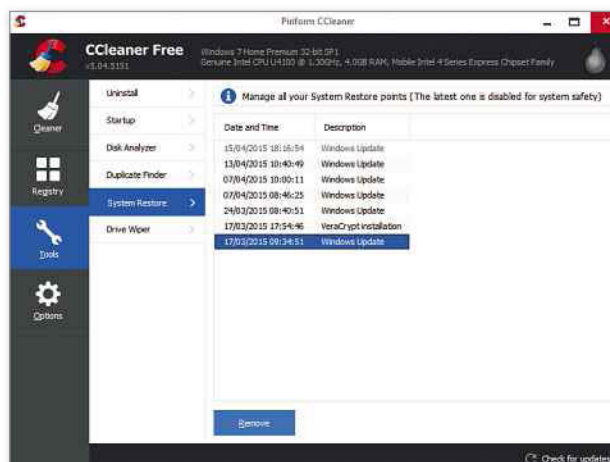 Piriform CCleaner
CCleaner Free
v5.04.5151
Windows 7 Home Premium 32-bit SP1
Genuine Intel CPU U4100 @ 1.30GHz, 4.0GB RAM, Mobile Intel 4 Series Express Chipset Family
Cleaner
Registry
Tools
Options
Uninstall
Startup
Disk Analyzer
Duplicate Finder
System Restore
Drive Wiper
Manage all your System Restore points (The latest one is disabled for system safety)
Date and Time Description
15/04/2015 18:16:54 Windows Update
13/04/2015 10:40:49 Windows Update
07/04/2015 10:00:11 Windows Update
07/04/2015 08:46:25 Windows Update
24/03/2015 08:40:51 Windows Update
17/03/2015 17:54:46 VeraCrypt installation
17/03/2015 09:34:51 Windows Update
Remove
Check for updates